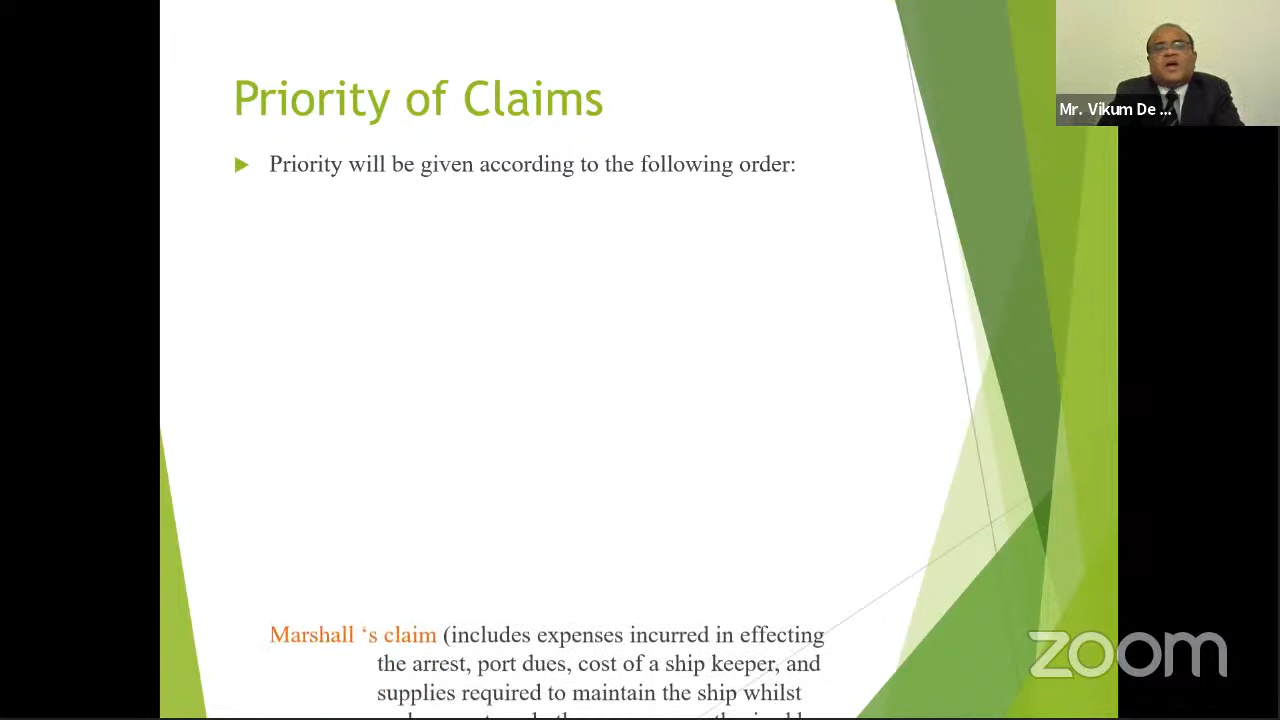 Priority of Claims
Mr. Vikum De ...
Priority will be given according to the following order:
Marshall ‘s claim (includes expenses incurred in effecting
the arrest, port dues, cost of a ship keeper, and
supplies required to maintain the ship whilst
zoom